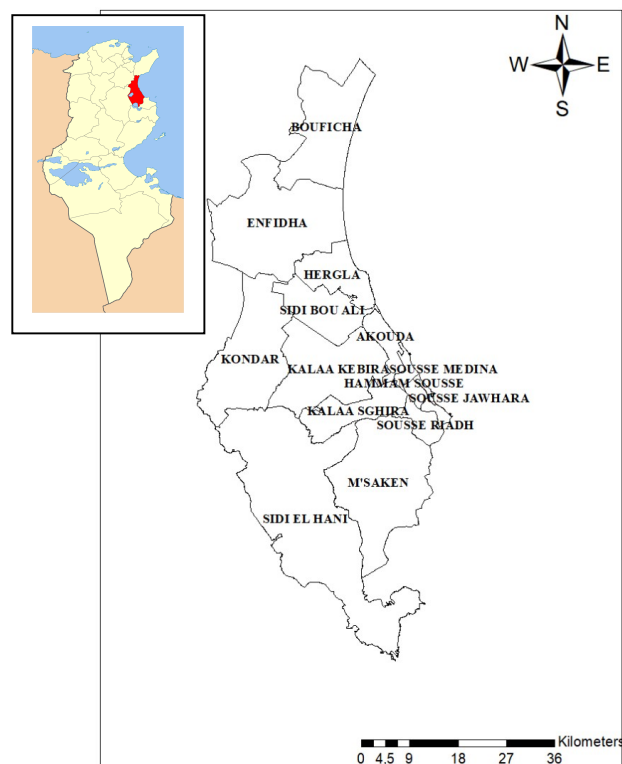 N
W E
S
BOUFICHA
ENFIDHA
HERGLA
SIDI BOU ALI
AKOUDA
KONDAR
KALAA KEBIRA
SOUSSE MEDINA
HAMMAM SOUSSE
SOUSSE JAWHARA
KALAA SGHIRA
SOUSSE RIADH
M'SAKEN
SIDI EL HANI
Kilometers
0 4.5 9 18 27 36